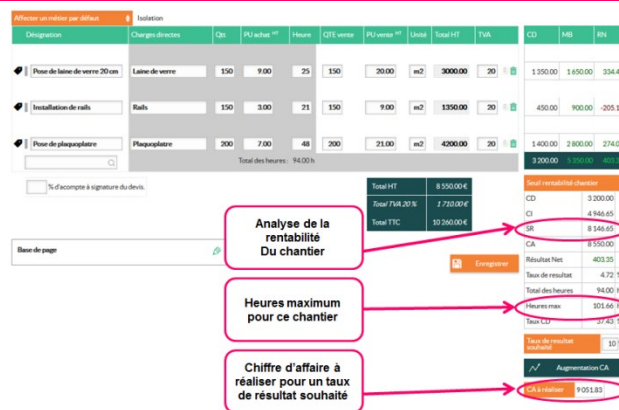 Affecter un métier par défaut Isolation
Désignation Charges directes Qtt PU achat HT Heure QTE vente PU vente HT Unité Total HT TVA CD MB RN
Pose de laine de verre 20 cm Laine de verre 150 9.00 25 150 20.00 m2 3000.00 20 1 350.00 1 650.00 334.4
Installation de rails Rails 150 3.00 21 150 9.00 m2 1350.00 20 450.00 900.00 -205.1
Pose de plaquoplatre Plaquoplatre 200 7.00 48 200 21.00 m2 4200.00 20 1 400.00 2 800.00 274.0
Total des heures : 94.00 h 3 200.00 5 350.00 403.3
% d'acompte à signature du devis.
Total HT 8 550.00 €
Total TVA 20 % 1 710.00 €
Total TTC 10 260.00 €
Base de page
Enregistrer
Analyse de la
rentabilité
Du chantier
Heures maximum
pour ce chantier
Chiffre d'affaire à
réaliser pour un taux
de résultat souhaité
Seuil rentabilité chantier
CD 3 200.00
CI 4 946.65
SR 8 146.65
CA 8 550.00
Résultat Net 403.35
Taux de resultat 4.72
Total des heures 94.00
Heures max 101.66
Taux CD 37.43
Taux de resultat
souhaité 10
Augmentation CA
CA à réaliser 9 051.83